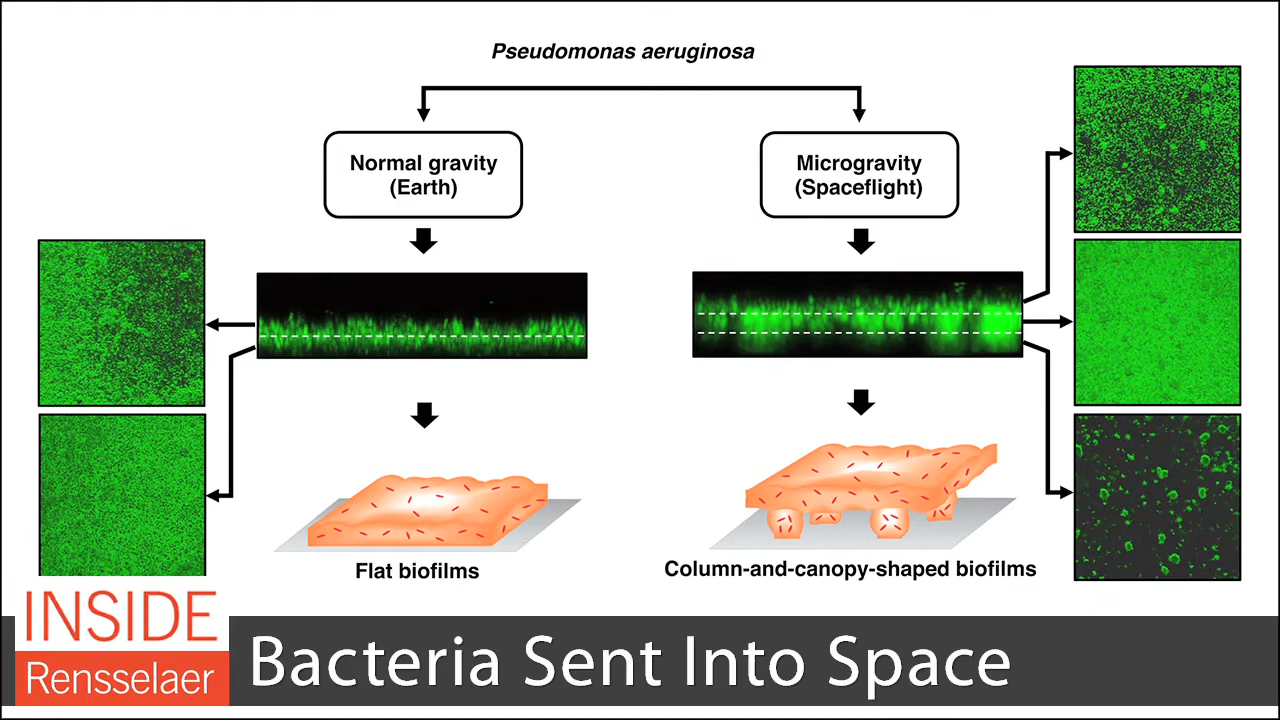 Pseudomonas aeruginosa
Normal gravity
(Earth)
Microgravity
(Spaceflight)
Flat biofilms
Column-and-canopy-shaped biofilms
INSIDE
Rensselaer
Bacteria Sent Into Space